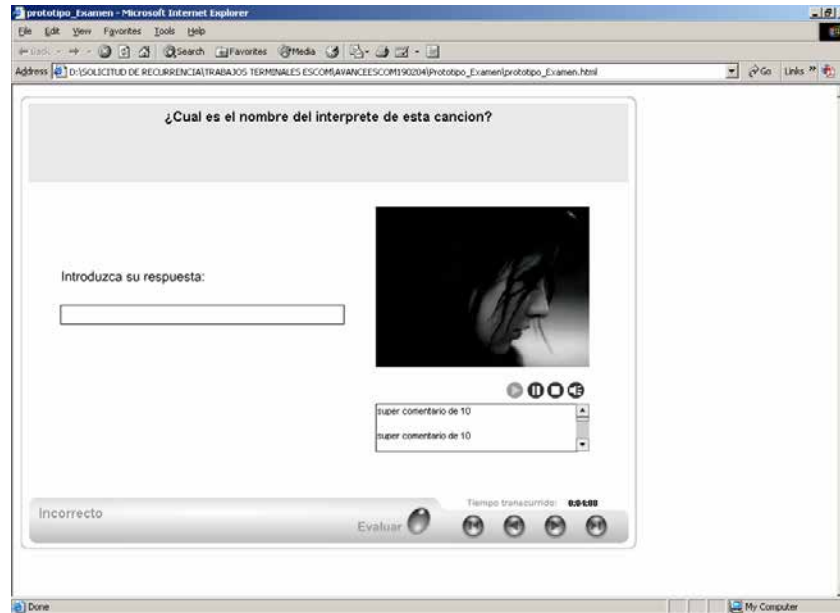 prototipo_Examen - Microsoft Internet Explorer
File Edit View Favorites Tools Help
Back Search Favorites Media
Address D:\SOLICITUD DE RECURRENCIA\TRABAJOS TERMINALES ESCOM\AVANCEESCOM190204\Prototipo_Examen\prototipo_Examen.html Go Links »
¿Cual es el nombre del interprete de esta cancion?
Introduzca su respuesta:
super comentario de 10
super comentario de 10
Tiempo transcurrido:
Incorrecto
Evaluar
Done My Computer